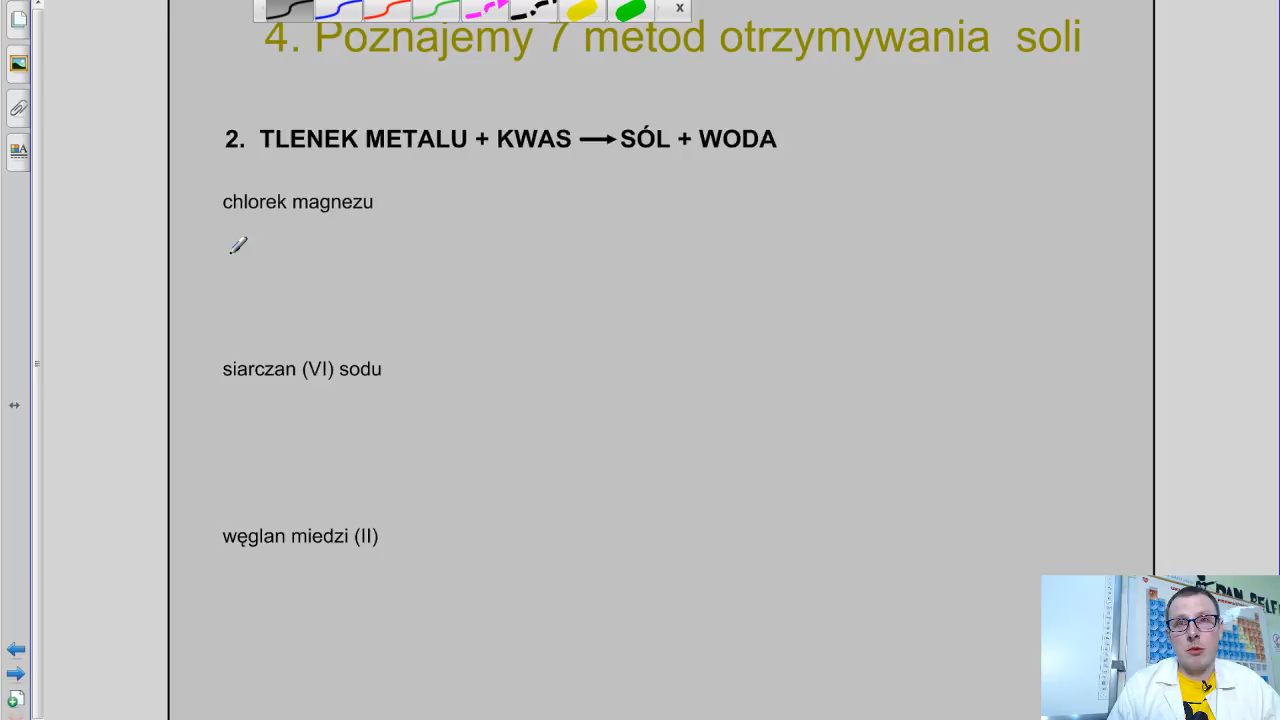 4. Poznajemy 7 metod otrzymywania soli
x
2. TLENEK METALU + KWAS ⟶ SÓL + WODA
chlorek magnezu
siarczan (VI) sodu
węglan miedzi (II)